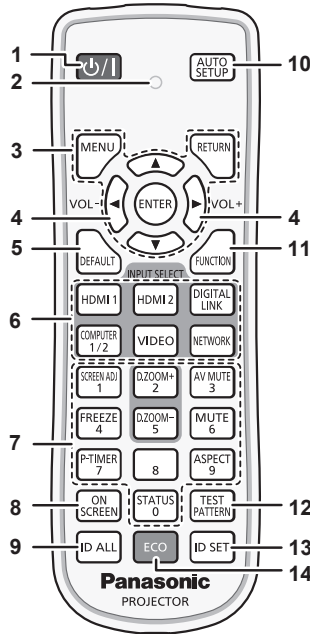 1
⏻/I
AUTO SETUP
10
2
3
MENU
RETURN
VOL-
ENTER
VOL+
4
4
5
DEFAULT
FUNCTION
11
INPUT SELECT
6
HDMI 1
HDMI 2
DIGITAL LINK
COMPUTER 1/2
VIDEO
NETWORK
7
SCREEN ADJ 1
D.ZOOM+ 2
AV MUTE 3
FREEZE 4
D.ZOOM- 5
MUTE 6
P-TIMER 7
8
ASPECT 9
8
ON SCREEN
STATUS 0
TEST PATTERN
12
9
ID ALL
ECO
ID SET
13
14
Panasonic
PROJECTOR